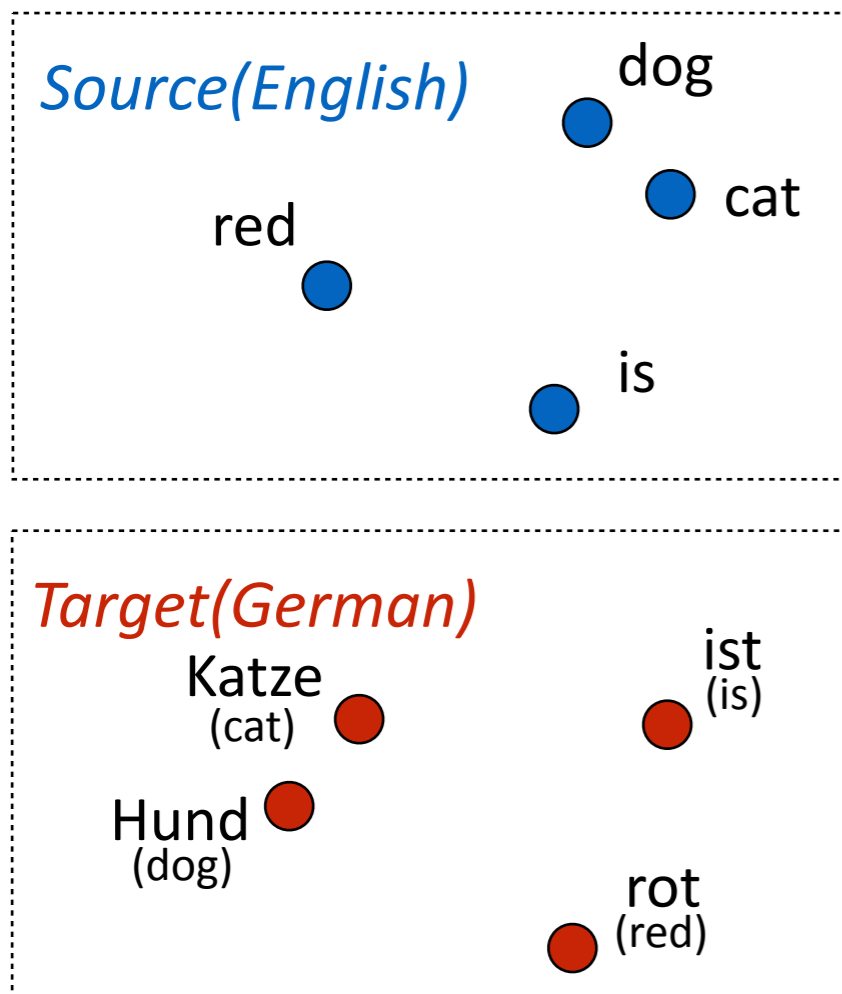 Source(English)
dog
cat
red
is
Target(German)
Katze
(cat)
ist
(is)
Hund
(dog)
rot
(red)